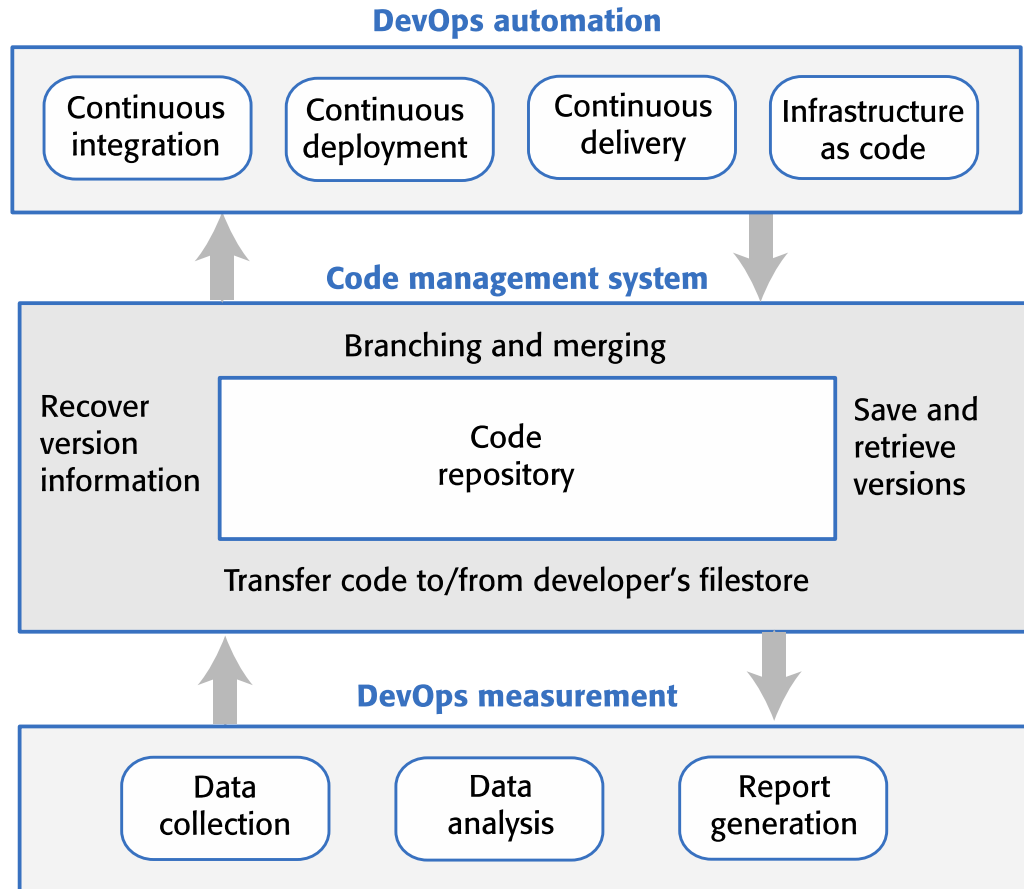 DevOps automation
Continuous
integration
Continuous
deployment
Continuous
delivery
Infrastructure
as code
Code management system
Branching and merging
Recover
version
information
Code
repository
Save and
retrieve
versions
Transfer code to/from developer’s filestore
DevOps measurement
Data
collection
Data
analysis
Report
generation